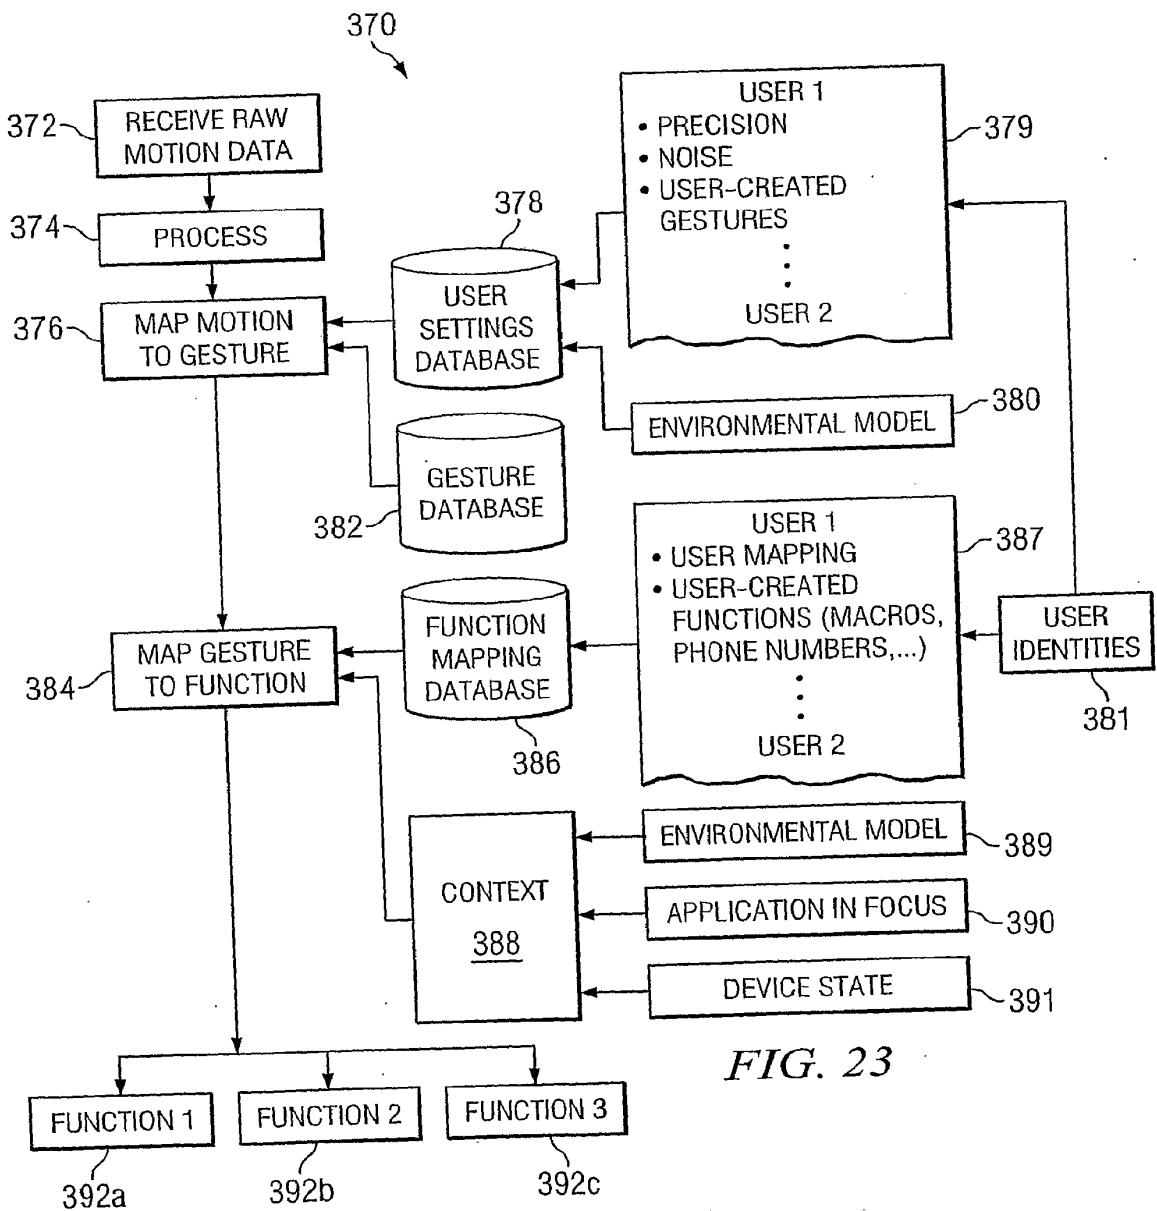 370
372
RECEIVE RAW
MOTION DATA
374
PROCESS
376
MAP MOTION
TO GESTURE
378
USER
SETTINGS
DATABASE
USER 1
• PRECISION
• NOISE
• USER-CREATED
GESTURES
USER 2
379
ENVIRONMENTAL MODEL
380
382
GESTURE
DATABASE
USER 1
• USER MAPPING
• USER-CREATED
FUNCTIONS (MACROS,
PHONE NUMBERS,...)
USER 2
387
USER
IDENTITIES
381
384
MAP GESTURE
TO FUNCTION
FUNCTION
MAPPING
DATABASE
386
CONTEXT
388
ENVIRONMENTAL MODEL
389
APPLICATION IN FOCUS
390
DEVICE STATE
391
FIG. 23
FUNCTION 1
FUNCTION 2
FUNCTION 3
392a
392b
392c